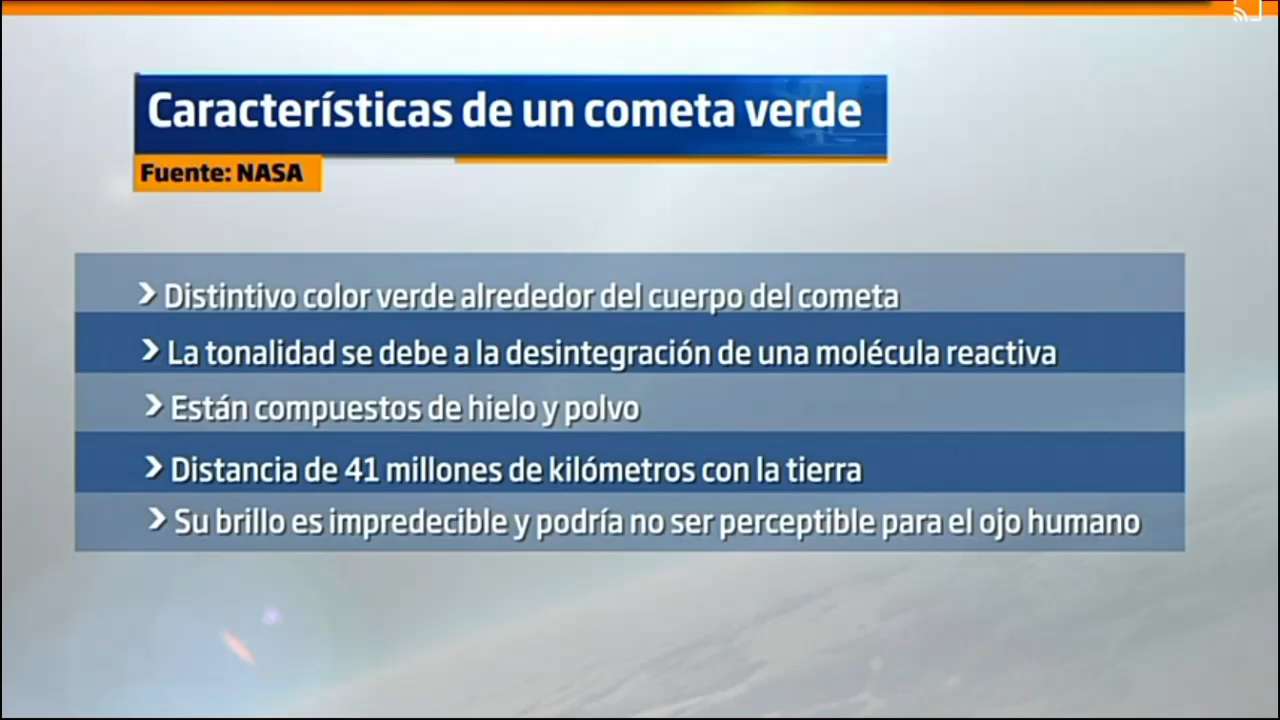 Características de un cometa verde
Fuente: NASA
> Distintivo color verde alrededor del cuerpo del cometa
> La tonalidad se debe a la desintegración de una molécula reactiva
> Están compuestos de hielo y polvo
> Distancia de 41 millones de kilómetros con la tierra
> Su brillo es impredecible y podría no ser perceptible para el ojo humano